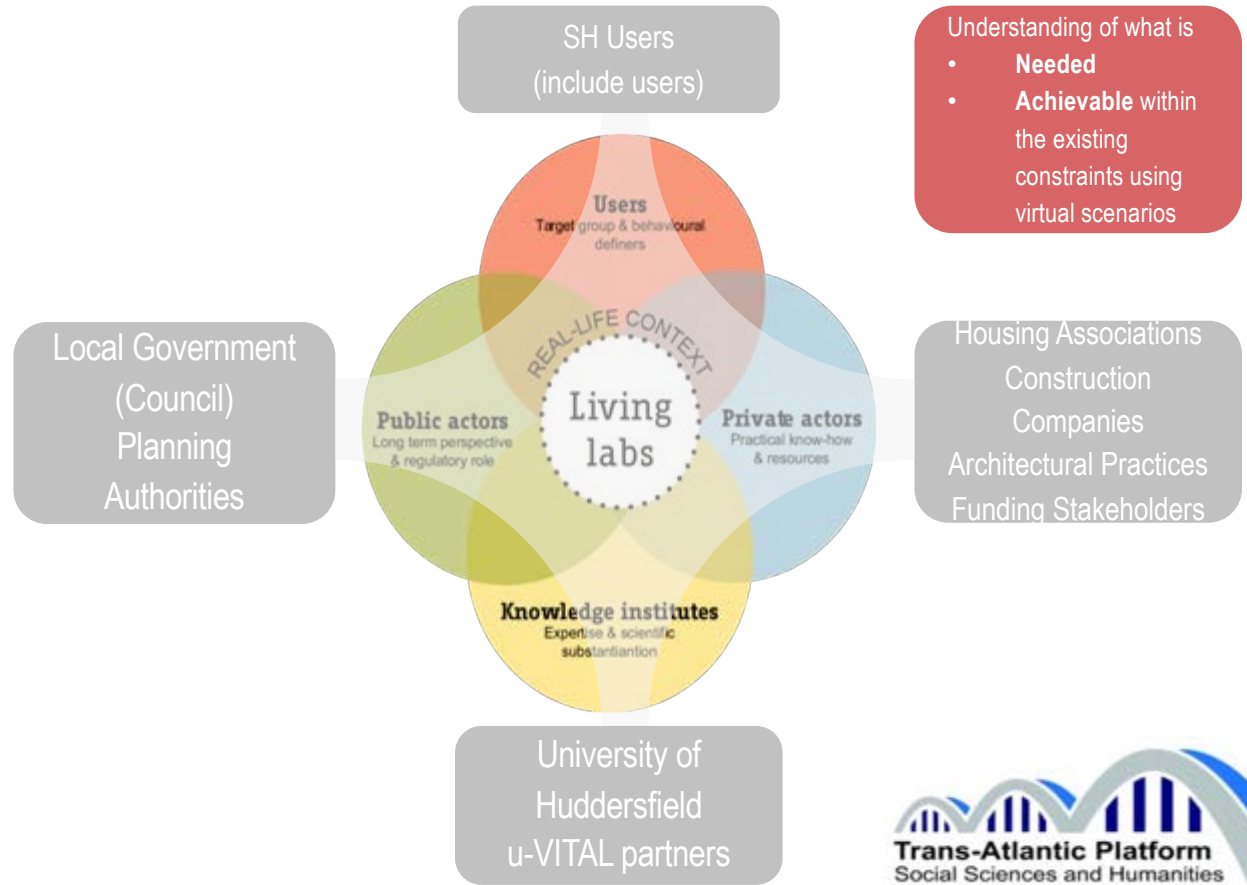 SH Users
(include users)
Understanding of what is
• Needed
• Achievable within
the existing
constraints using
virtual scenarios
Users
Target group & behavioural
definers
REAL-LIFE CONTEXT
Living
labs
Local Government
(Council)
Planning
Authorities
Public actors
Long term perspective
& regulatory role
Private actors
Practical know-how
& resources
Housing Associations
Construction
Companies
Architectural Practices
Funding Stakeholders
Knowledge institutes
Expertise & scientific
substantiantion
University of
Huddersfield
u-VITAL partners
Trans-Atlantic Platform
Social Sciences and Humanities